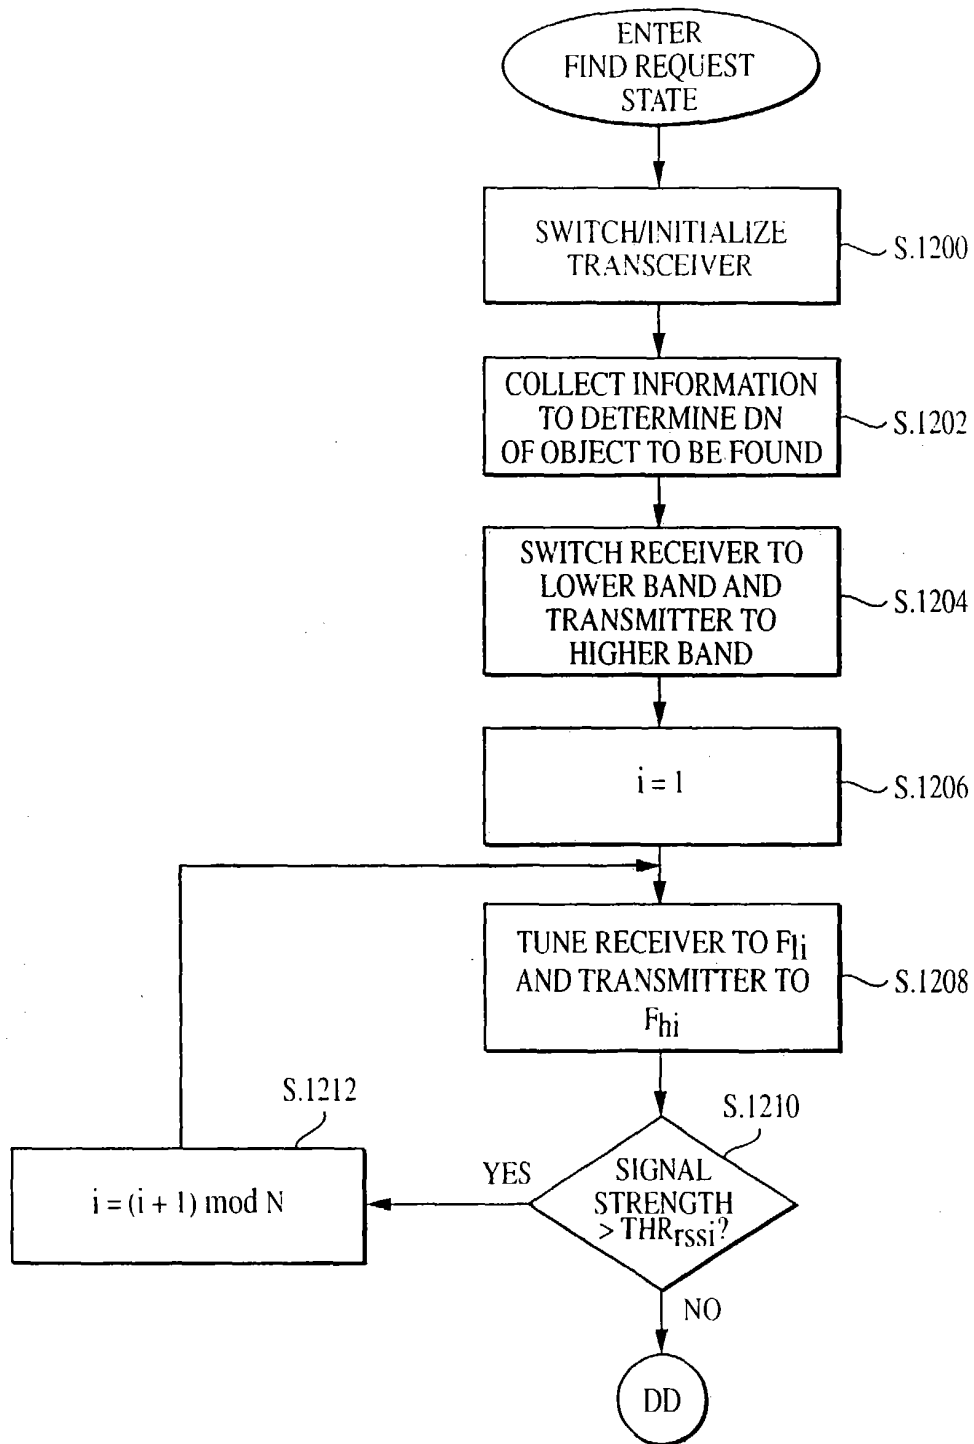 ENTER
FIND REQUEST
STATE
SWITCH/INITIALIZE
TRANSCEIVER
S.1200
COLLECT INFORMATION
TO DETERMINE DN
OF OBJECT TO BE FOUND
S.1202
SWITCH RECEIVER TO
LOWER BAND AND
TRANSMITTER TO
HIGHER BAND
S.1204
i = 1
S.1206
TUNE RECEIVER TO Fli
AND TRANSMITTER TO
Fhi
S.1208
S.1212
i = (i + 1) mod N
YES
S.1210
SIGNAL
STRENGTH
> THRrssi?
NO
DD